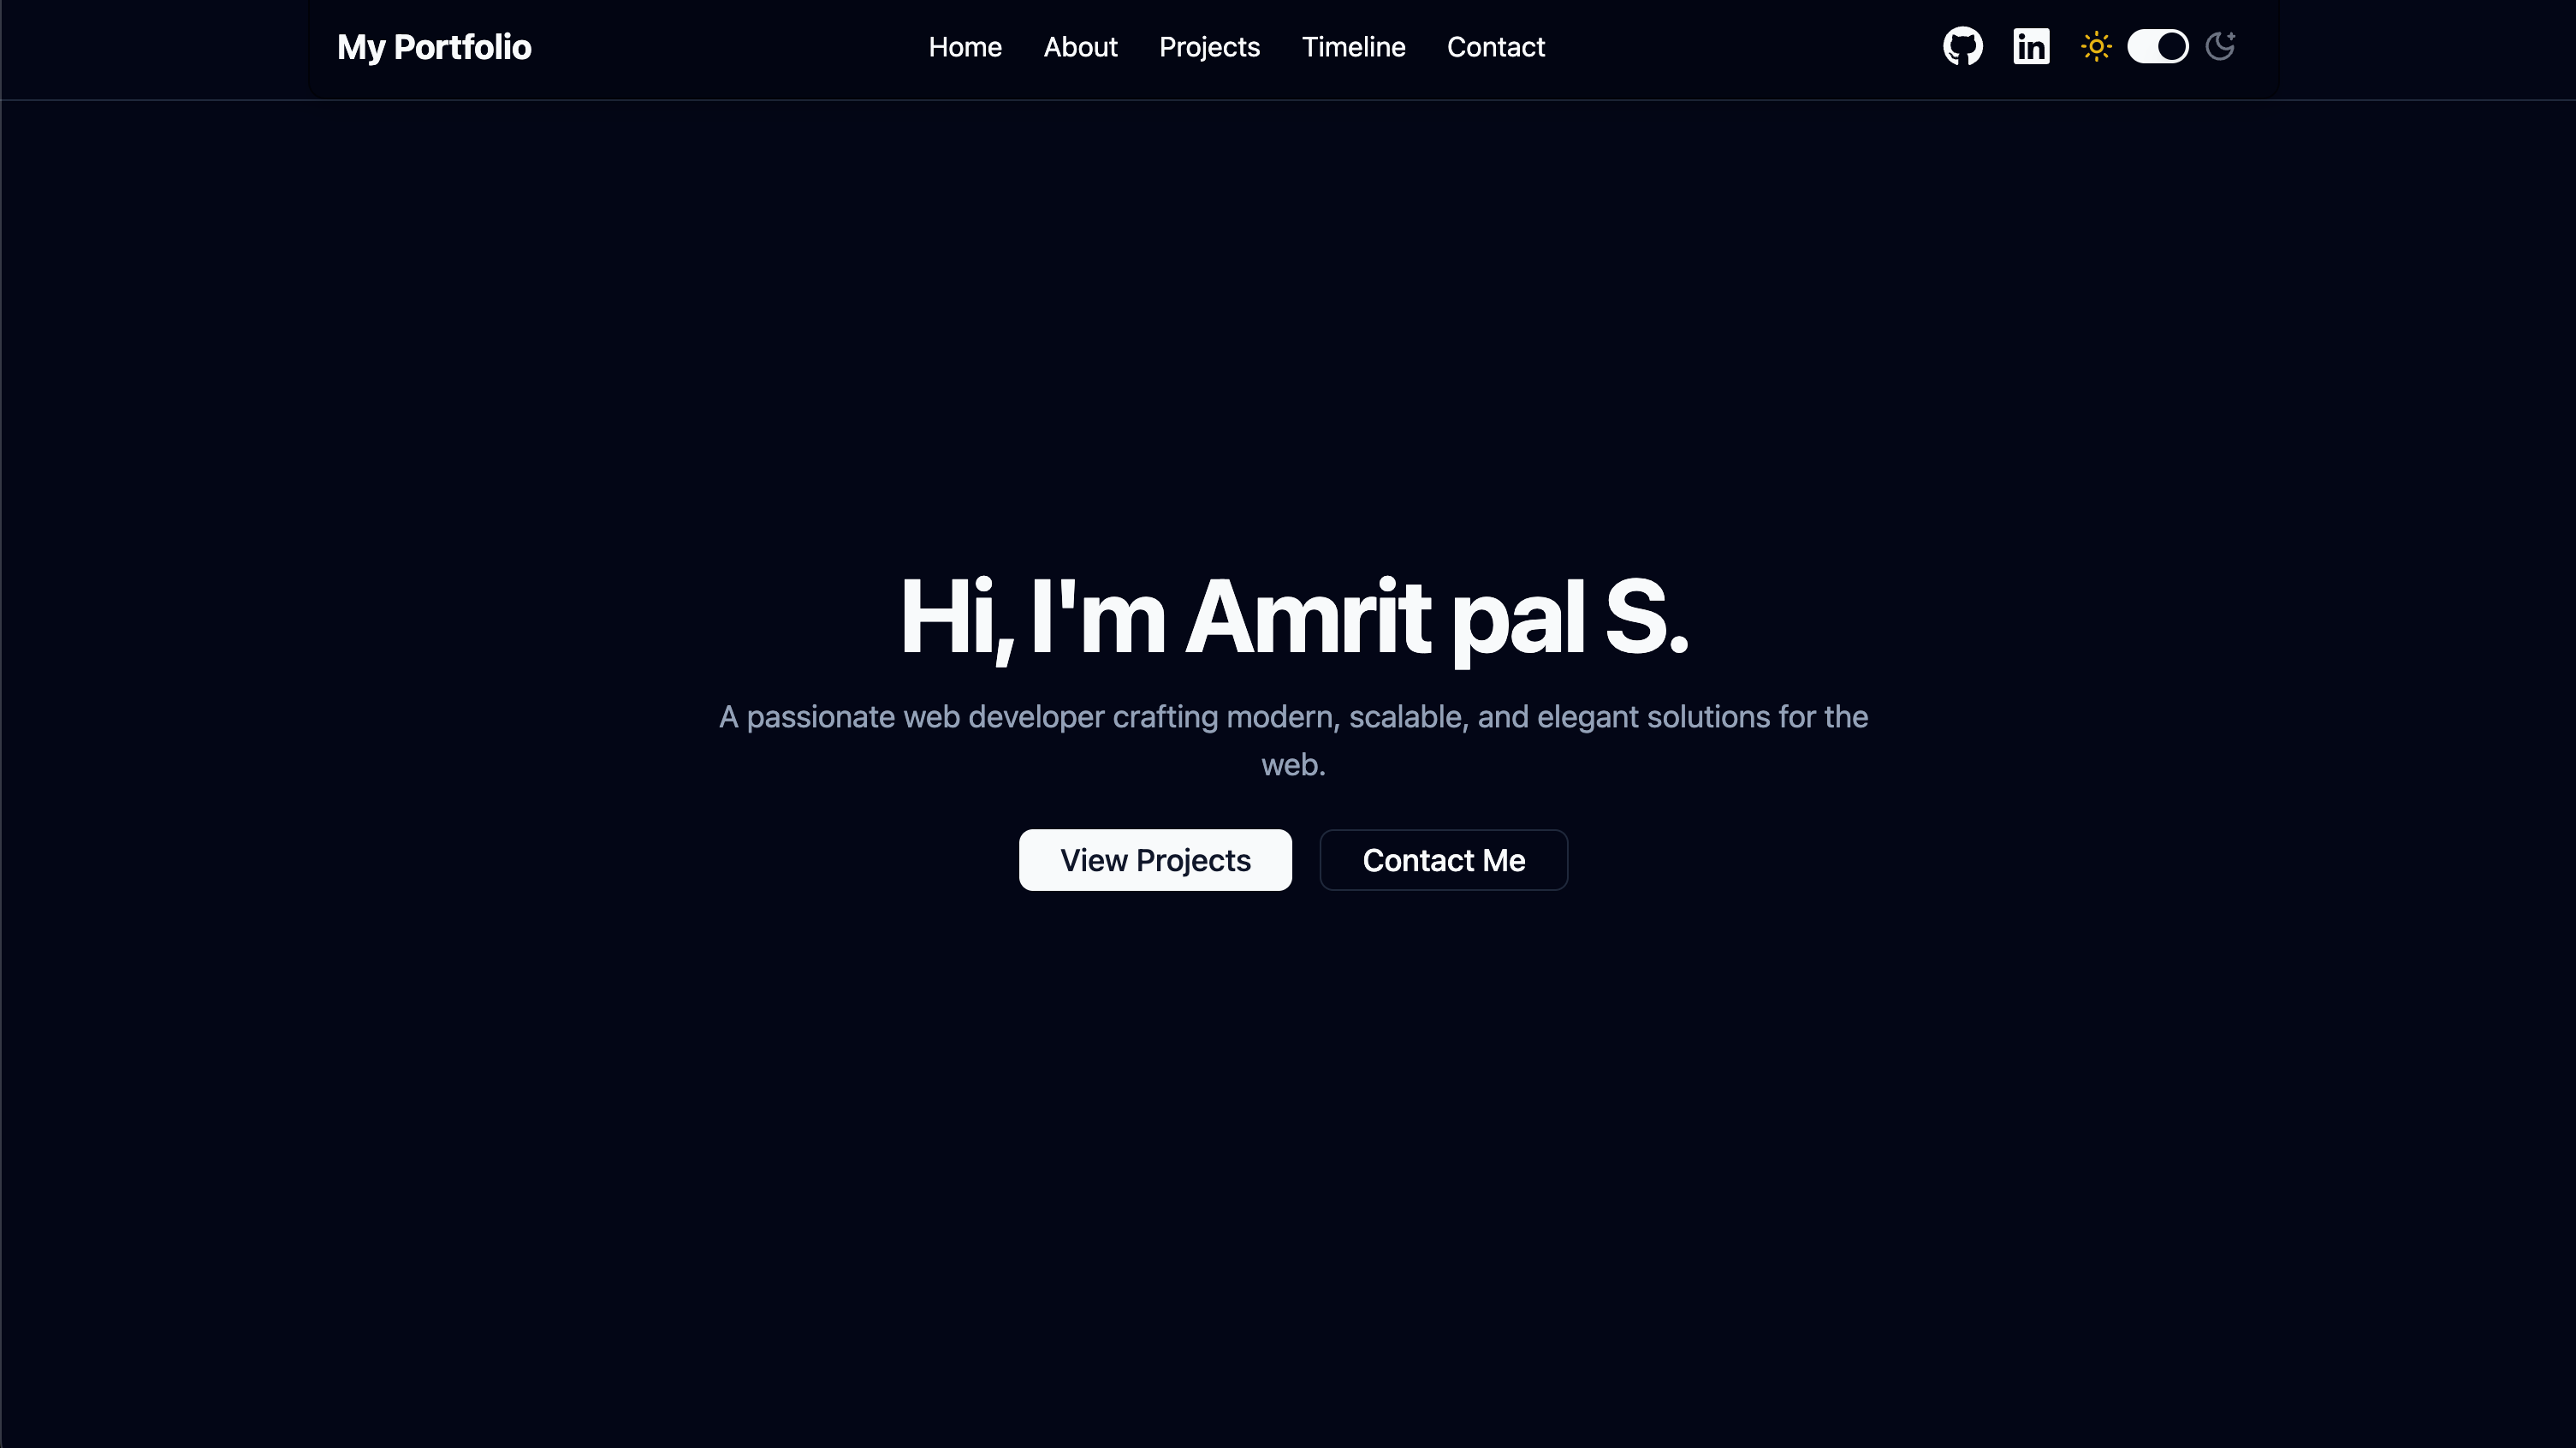 My Portfolio
Home About Projects Timeline Contact
Hi, I'm Amrit pal S.
A passionate web developer crafting modern, scalable, and elegant solutions for the
web.
View Projects Contact Me